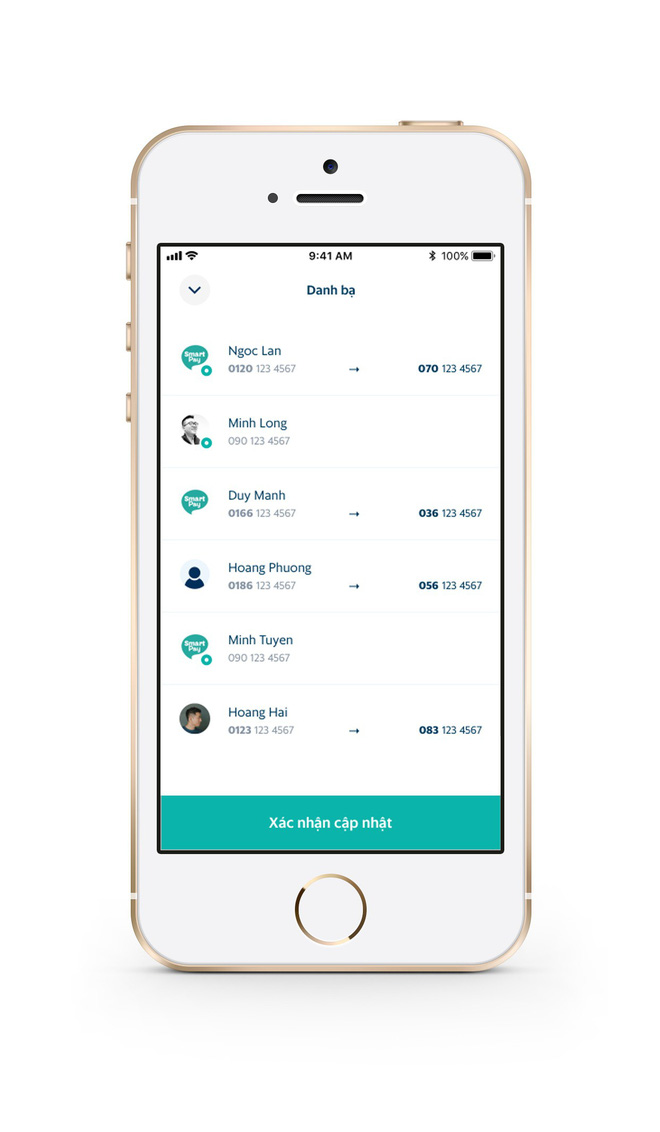 9:41 AM 100%
Danh bạ
Smart Pay
Ngoc Lan
0120 123 4567 → 070 123 4567
Minh Long
090 123 4567
Smart Pay
Duy Manh
0166 123 4567 → 036 123 4567
Hoang Phuong
0186 123 4567 → 056 123 4567
Smart Pay
Minh Tuyen
090 123 4567
Hoang Hai
0123 123 4567 → 083 123 4567
Xác nhận cập nhật